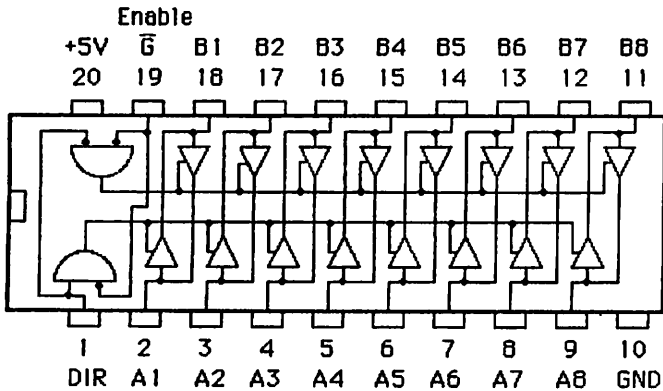 Enable
+5V G̅ B1 B2 B3 B4 B5 B6 B7 B8
20 19 18 17 16 15 14 13 12 11
1 2 3 4 5 6 7 8 9 10
DIR A1 A2 A3 A4 A5 A6 A7 A8 GND